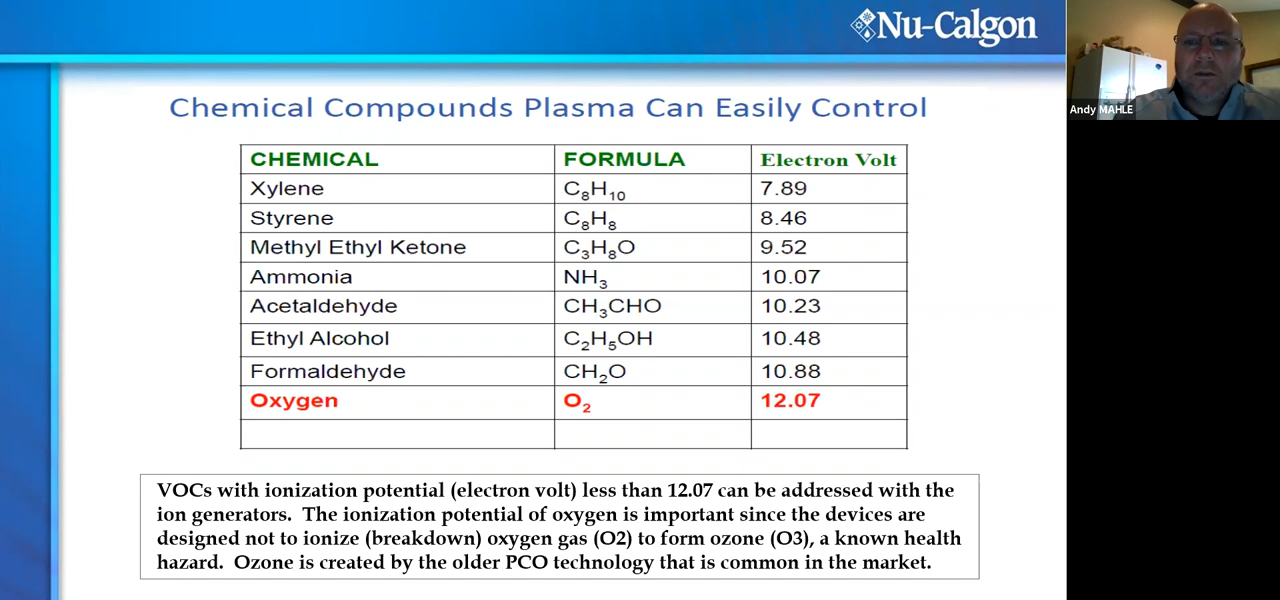 Nu-Calgon
Andy MAHLE
Chemical Compounds Plasma Can Easily Control
CHEMICAL FORMULA Electron Volt
Xylene C₈H₁₀ 7.89
Styrene C₈H₈ 8.46
Methyl Ethyl Ketone C₃H₈O 9.52
Ammonia NH₃ 10.07
Acetaldehyde CH₃CHO 10.23
Ethyl Alcohol C₂H₅OH 10.48
Formaldehyde CH₂O 10.88
Oxygen O₂ 12.07
VOCs with ionization potential (electron volt) less than 12.07 can be addressed with the
ion generators. The ionization potential of oxygen is important since the devices are
designed not to ionize (breakdown) oxygen gas (O2) to form ozone (O3), a known health
hazard. Ozone is created by the older PCO technology that is common in the market.